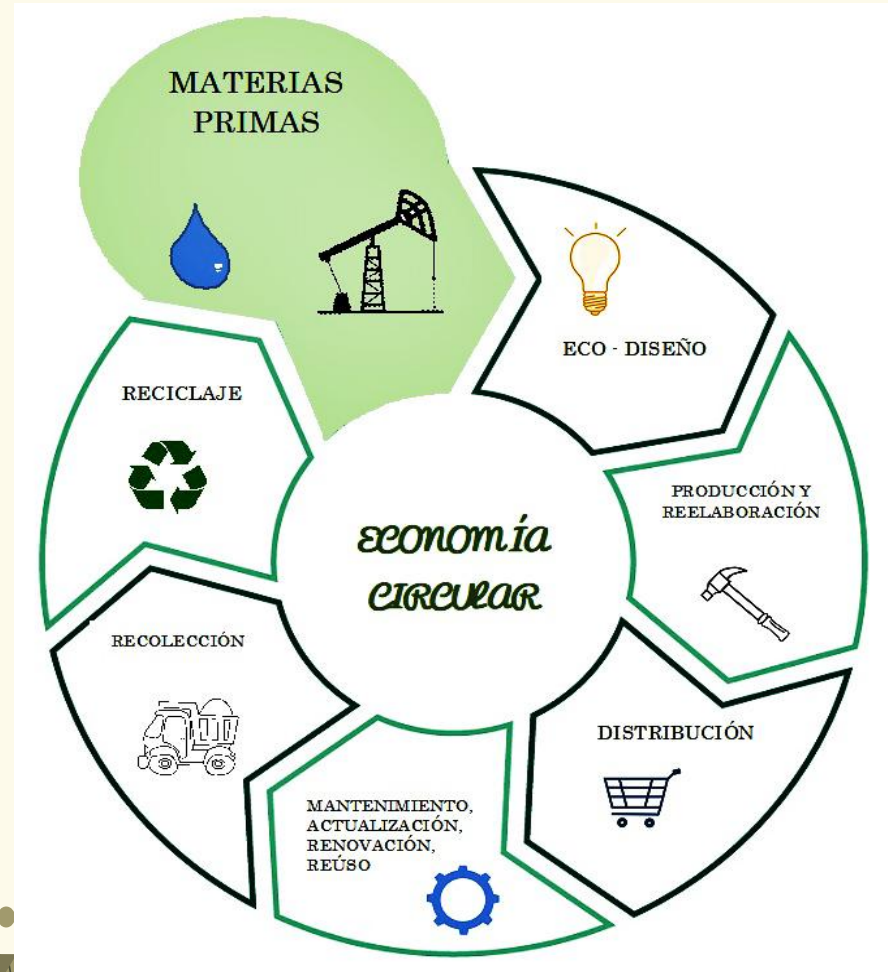 MATERIAS
PRIMAS
ECO - DISEÑO
PRODUCCIÓN Y
REELABORACIÓN
DISTRIBUCIÓN
MANTENIMIENTO,
ACTUALIZACIÓN,
RENOVACIÓN,
REÚSO
RECOLECCIÓN
RECICLAJE
ECONOMÍA
CIRCULAR